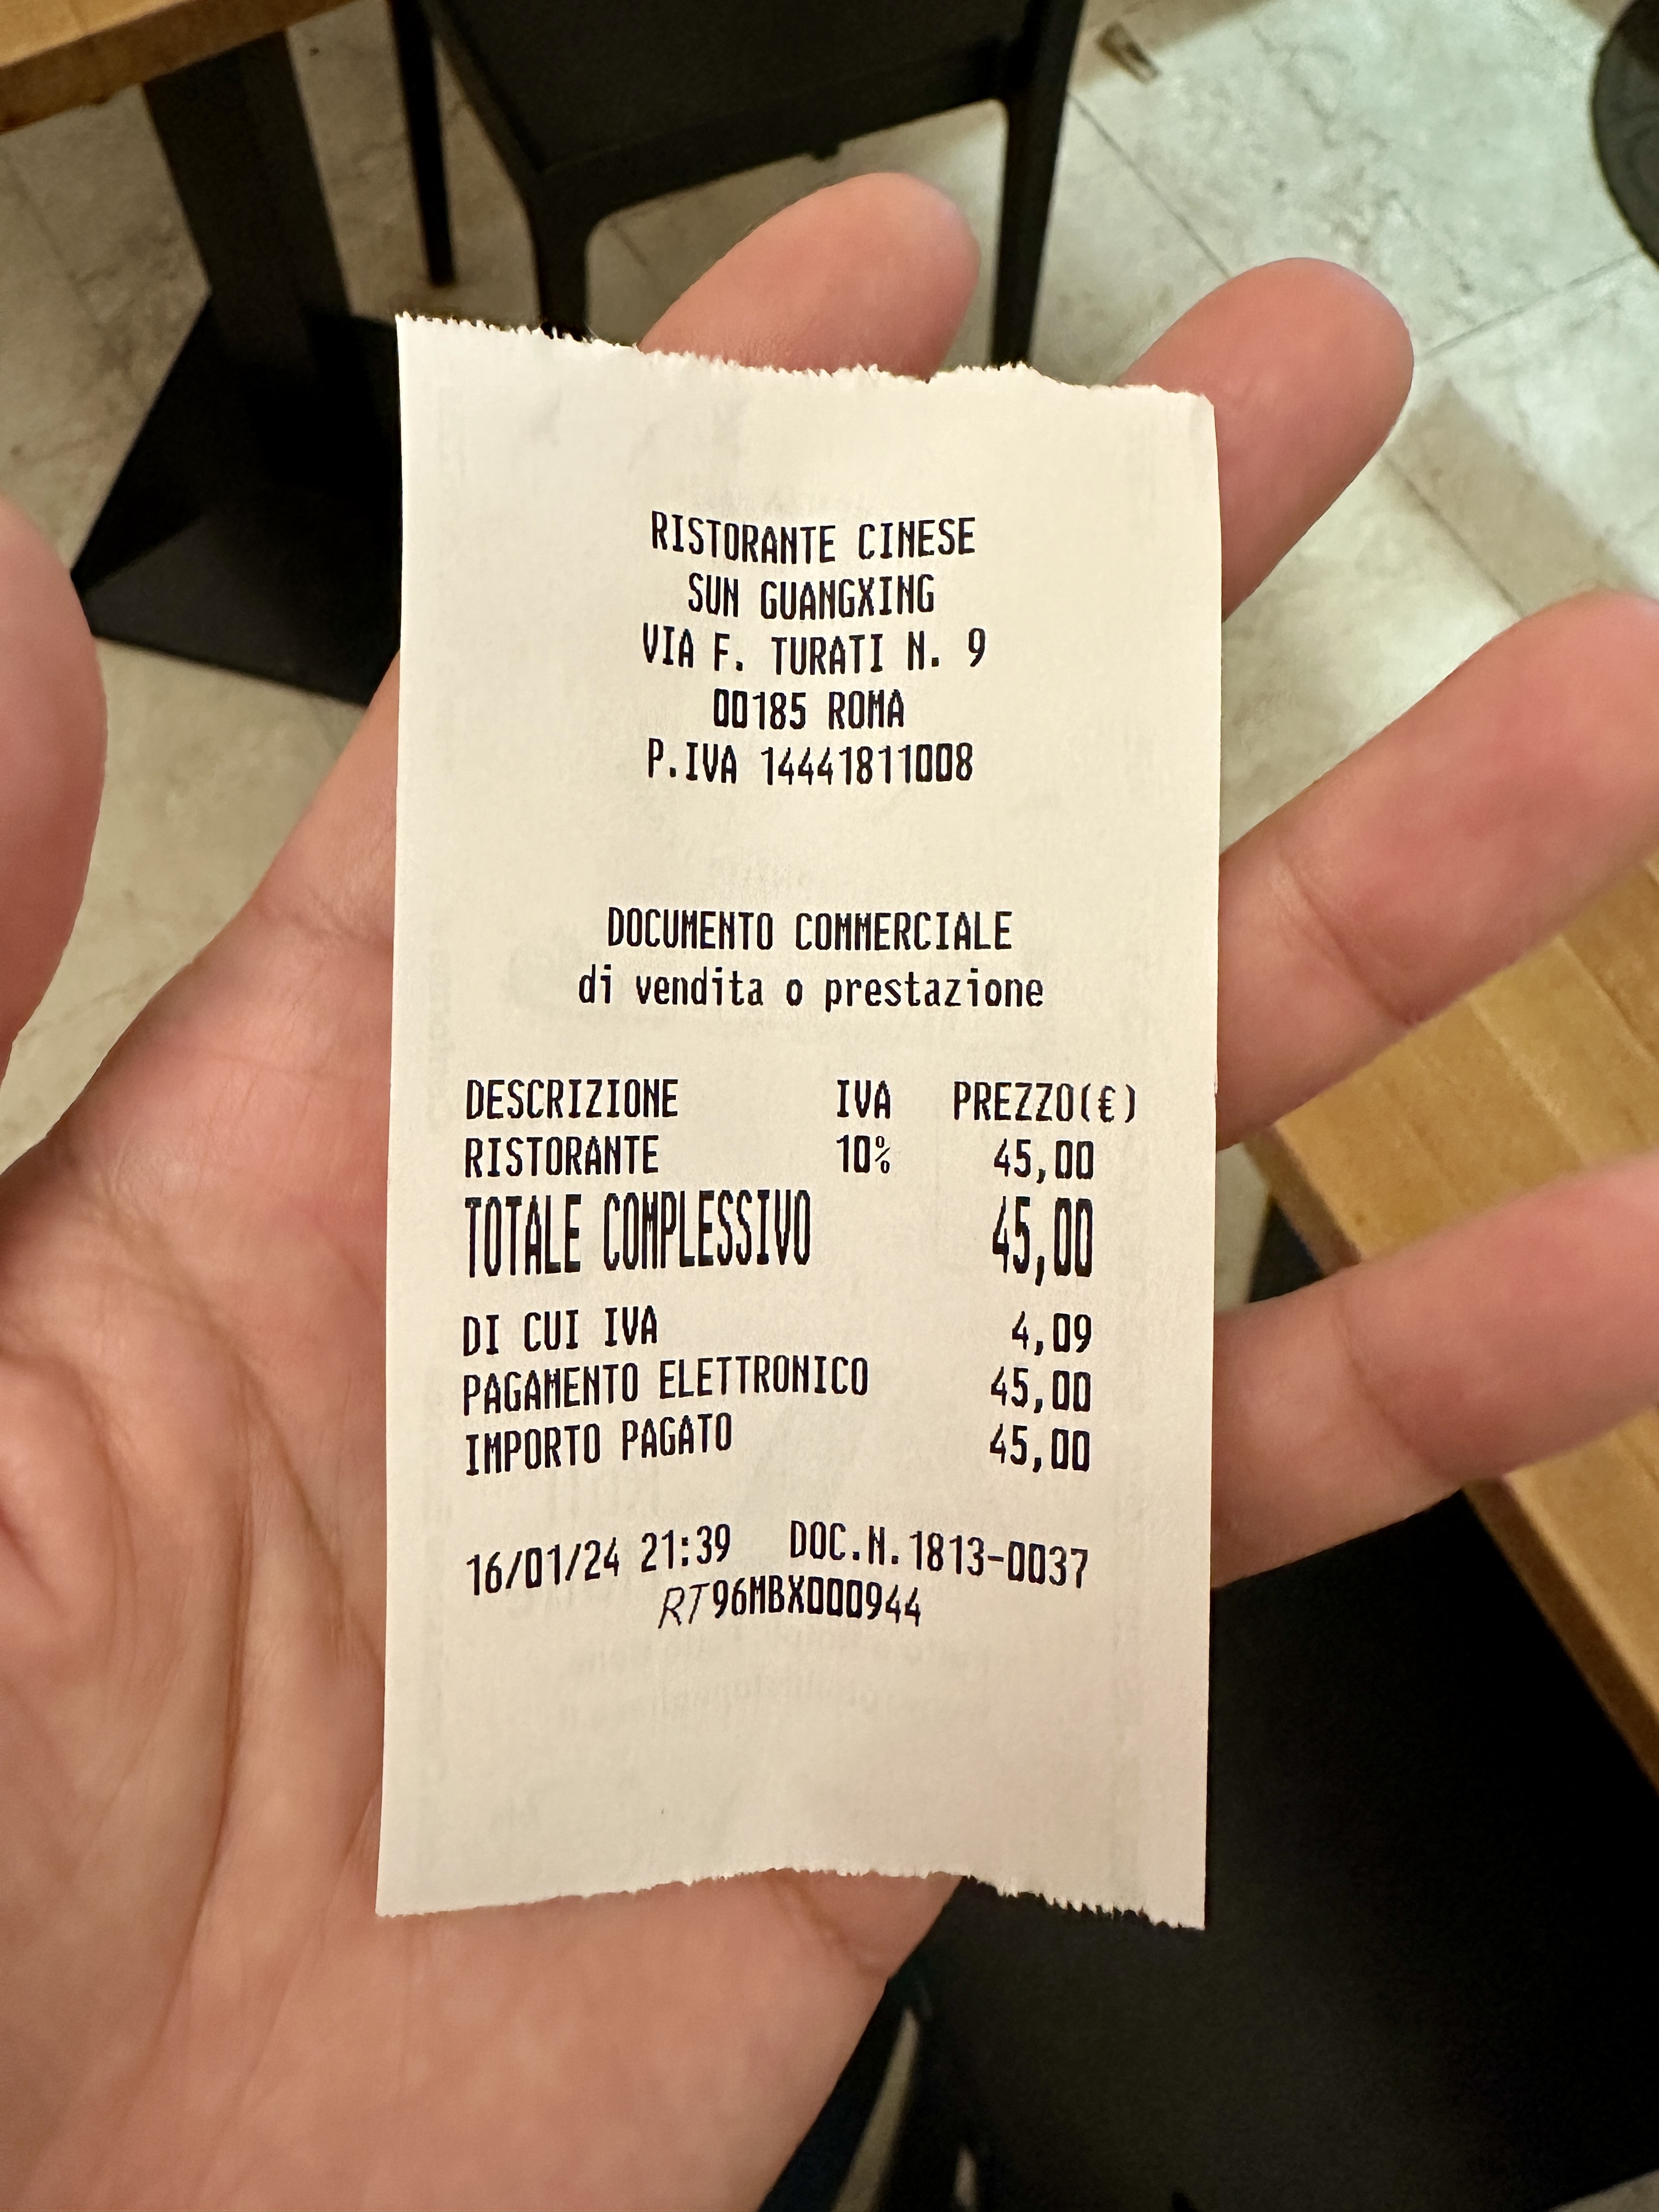 RISTORANTE CINESE
SUN GUANGXING
VIA F. TURATI N. 9
00185 ROMA
P.IVA 14441811008
DOCUMENTO COMMERCIALE
di vendita o prestazione
DESCRIZIONE IVA PREZZO(€)
RISTORANTE 10% 45,00
TOTALE COMPLESSIVO 45,00
DI CUI IVA 4,09
PAGAMENTO ELETTRONICO 45,00
IMPORTO PAGATO 45,00
16/01/24 21:39 DOC.N.1813-0037
RT96MBX000944